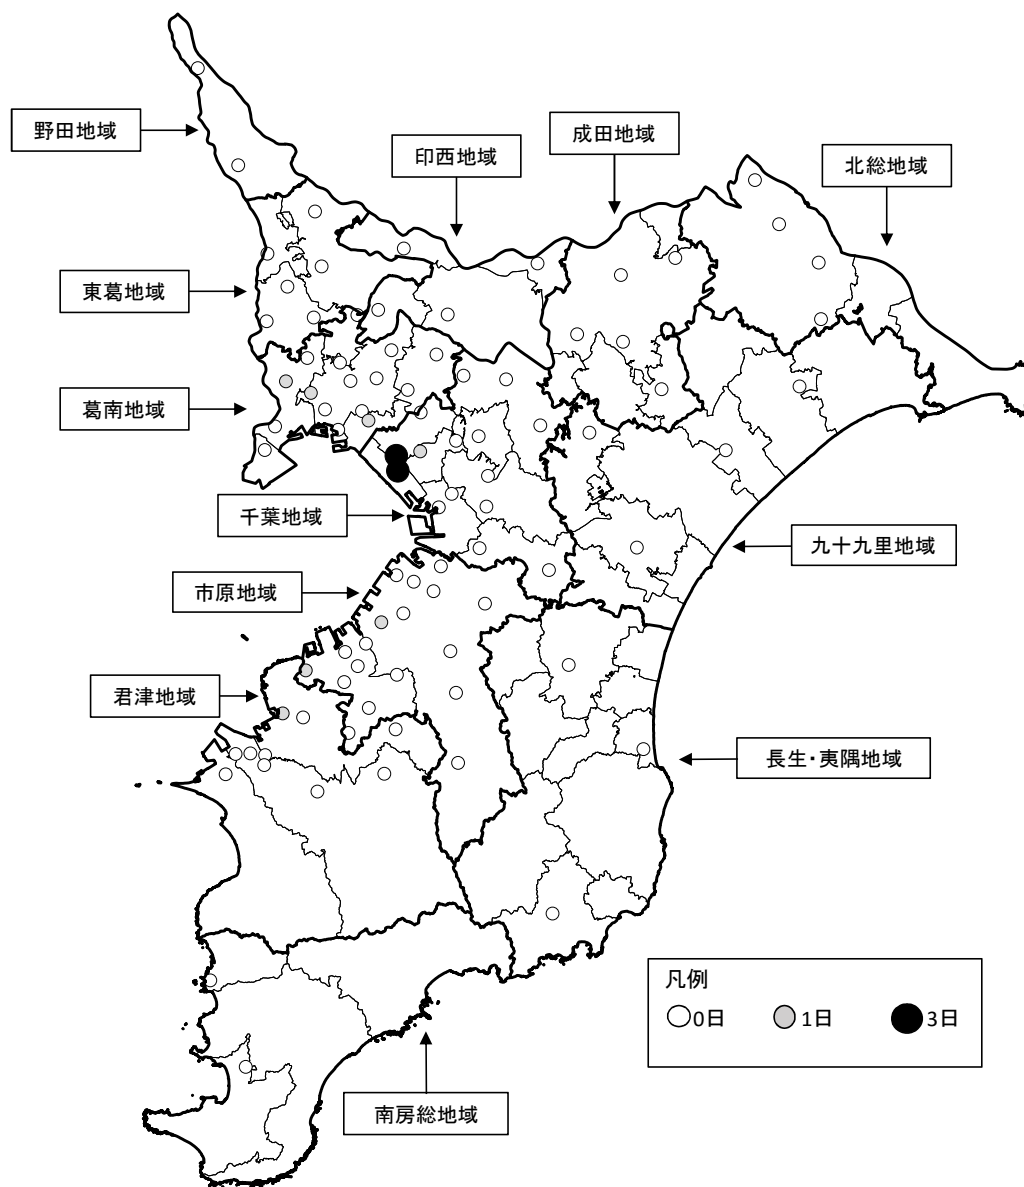 野田地域
印西地域
成田地域
北総地域
東葛地域
葛南地域
千葉地域
九十九里地域
市原地域
君津地域
長生・夷隅地域
南房総地域
凡例
0日 1日 3日